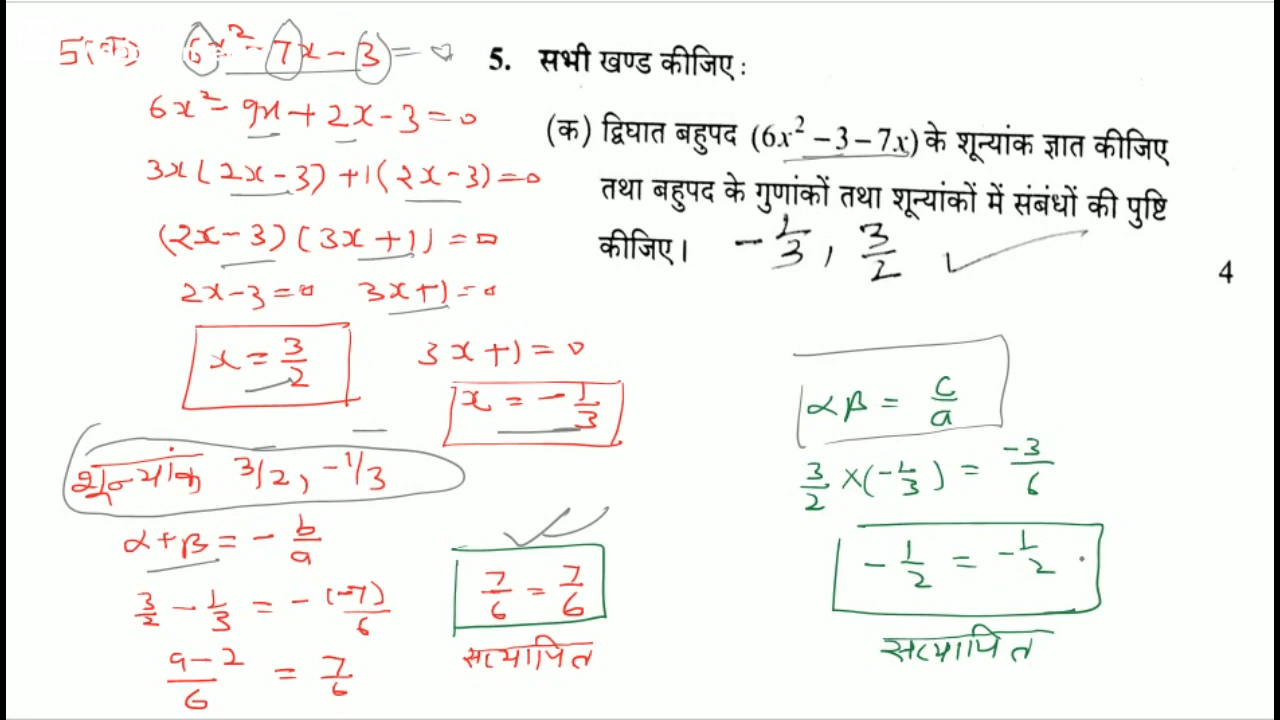 5(क) 6x² - 7x - 3 = 0
6x² - 9x + 2x - 3 = 0
3x(2x - 3) + 1(2x - 3) = 0
(2x - 3)(3x + 1) = 0
2x - 3 = 0 3x + 1 = 0
x = 3/2
3x + 1 = 0
x = -1/3
शून्यांक 3/2, -1/3
α + β = - b/a
3/2 - 1/3 = - (-7)/6
9 - 2/6 = 7/6
7/6 = 7/6
सत्यापित
5. सभी खण्ड कीजिए :
(क) द्विघात बहुपद (6x² – 3 – 7x) के शून्यांक ज्ञात कीजिए
तथा बहुपद के गुणांकों तथा शून्यांकों में संबंधों की पुष्टि
कीजिए। - 1/3, 3/2
4
αβ = c/a
3/2 × (-1/3) = -3/6
- 1/2 = - 1/2
सत्यापित